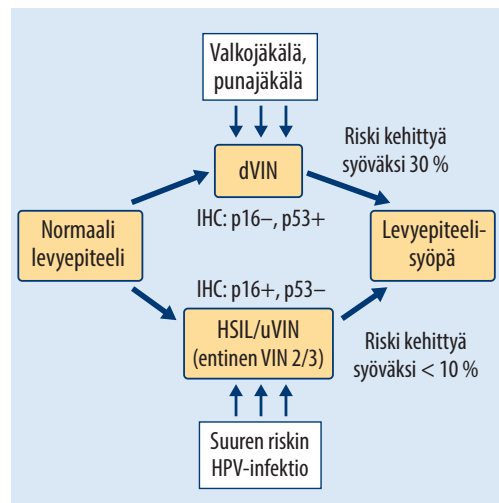 Valkojäkälä,
punajäkälä
Riski kehittyä
syöväksi 30 %
dVIN
IHC: p16–, p53+
Normaali
levyepiteeli
Levyepiteeli-
syöpä
IHC: p16+, p53–
HSIL/uVIN
(entinen VIN 2/3)
Riski kehittyä
syöväksi < 10 %
Suuren riskin
HPV-infektio